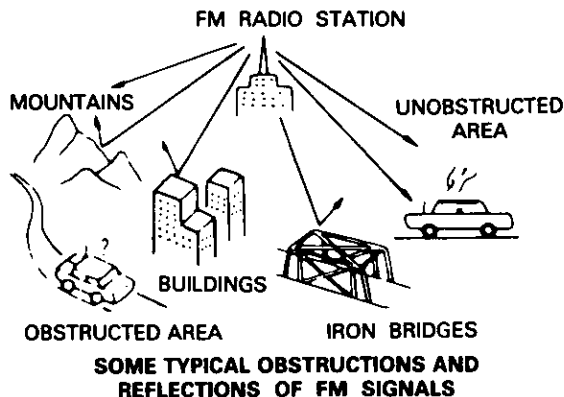 FM RADIO STATION
MOUNTAINS
UNOBSTRUCTED
AREA
?
BUILDINGS
OBSTRUCTED AREA
IRON BRIDGES
SOME TYPICAL OBSTRUCTIONS AND
REFLECTIONS OF FM SIGNALS